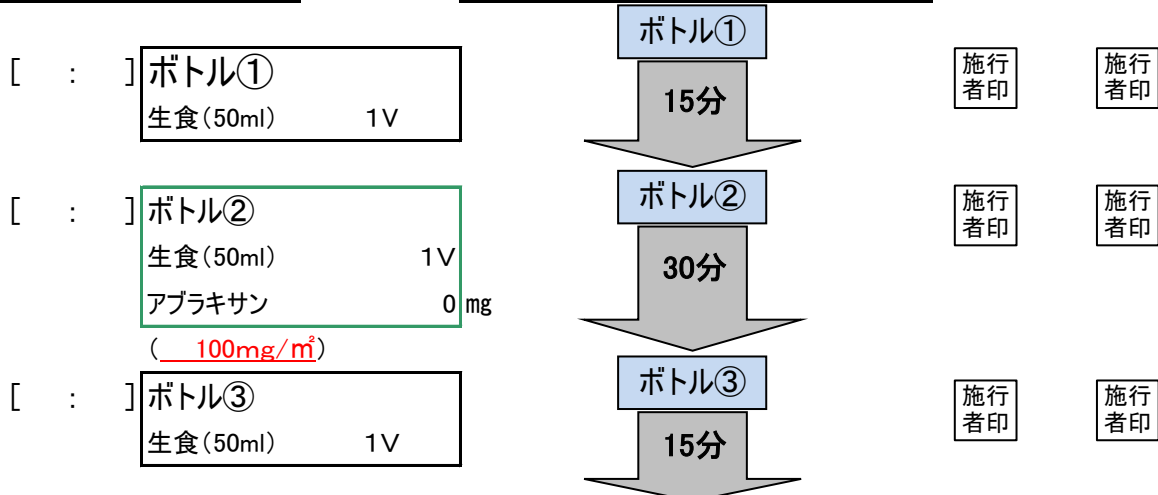 ボトル①
[ : ] ボトル①
15分
施行者印
施行者印
生食(50ml) 1V
ボトル②
[ : ] ボトル②
施行者印
施行者印
生食(50ml) 1V
30分
アブラキサン 0 mg
( 100mg/㎡)
ボトル③
[ : ] ボトル③
施行者印
施行者印
生食(50ml) 1V
15分